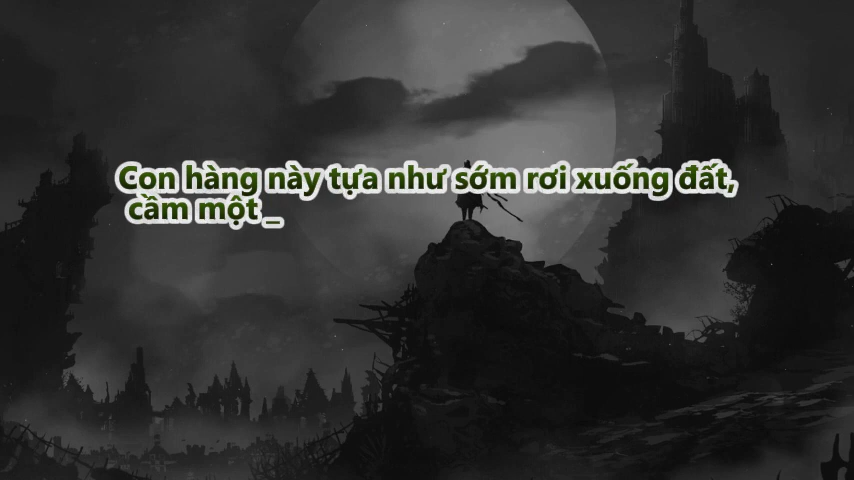 Con hàng này tựa như sớm rơi xuống đất,
cầm một _